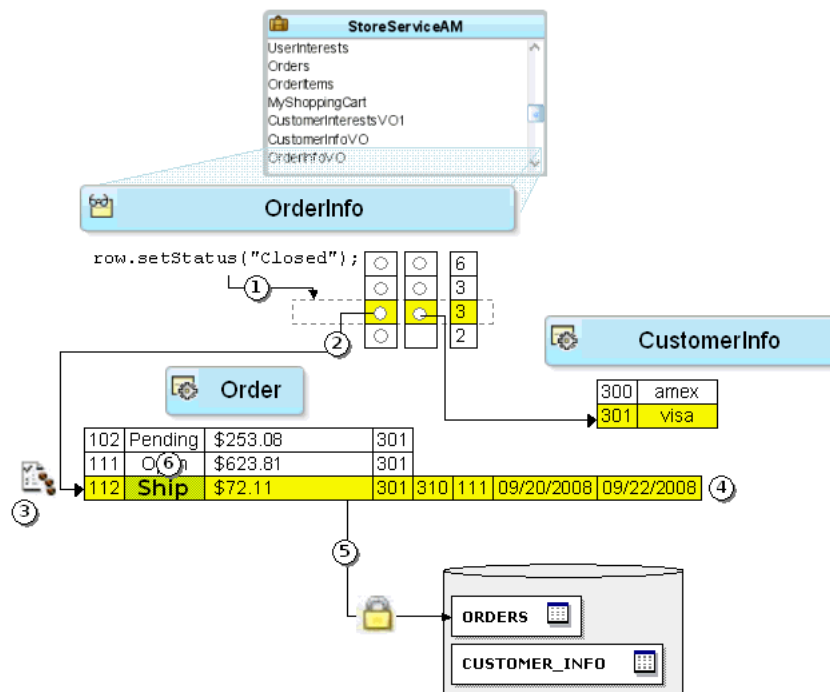 StoreServiceAM
UserInterests
Orders
OrderItems
MyShoppingCart
CustomerInterestsVO1
CustomerInfoVO
OrderInfoVO
OrderInfo
row.setStatus("Closed");
6
1
3
3
2
2
CustomerInfo
Order
300 amex
301 visa
102 Pending $253.08 301
111 6 $623.81 301
112 Ship $72.11 301 310 111 09/20/2008 09/22/2008 4
3
5
ORDERS
CUSTOMER_INFO